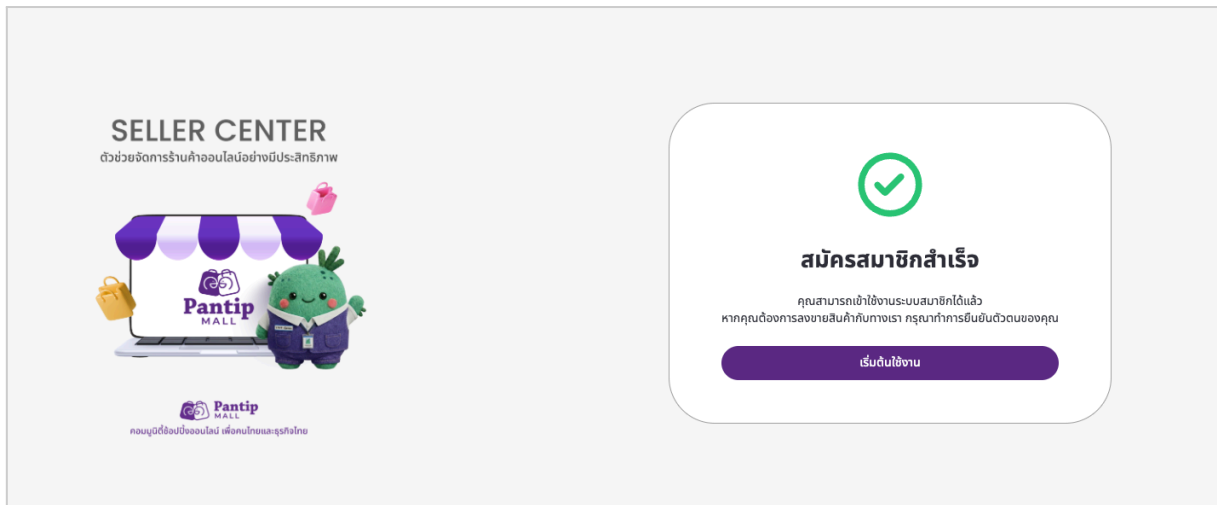 SELLER CENTER
ตัวช่วยจัดการร้านค้าออนไลน์อย่างมีประสิทธิภาพ
Pantip
MALL
Pantip
MALL
คอมมูนิตี้ช้อปปิ้งออนไลน์ เพื่อคนไทยและธุรกิจไทย
สมัครสมาชิกสำเร็จ
คุณสามารถเข้าใช้งานระบบสมาชิกได้แล้ว
หากคุณต้องการลงขายสินค้ากับทางเรา กรุณาทำการยืนยันตัวตนของคุณ
เริ่มต้นใช้งาน